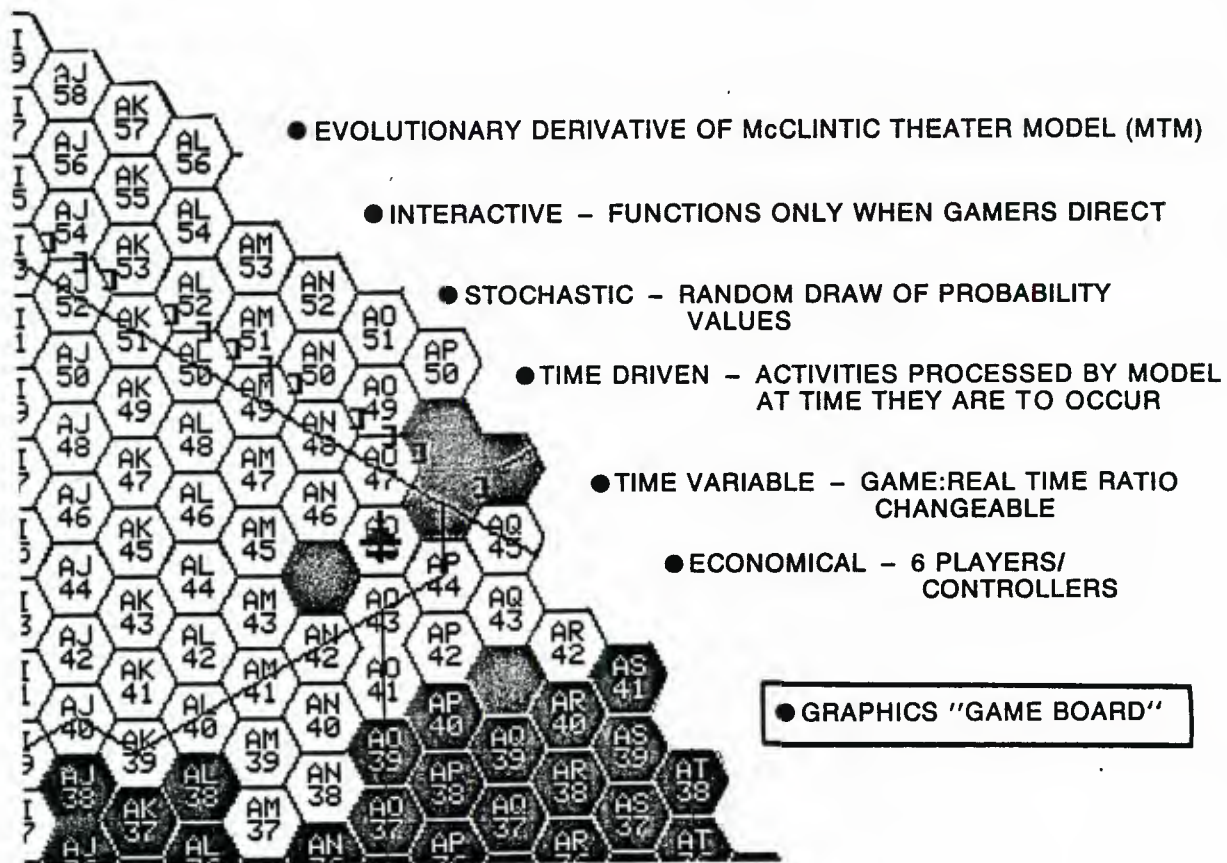 ● EVOLUTIONARY DERIVATIVE OF McCLINTIC THEATER MODEL (MTM)
● INTERACTIVE – FUNCTIONS ONLY WHEN GAMERS DIRECT
● STOCHASTIC – RANDOM DRAW OF PROBABILITY
VALUES
● TIME DRIVEN – ACTIVITIES PROCESSED BY MODEL
AT TIME THEY ARE TO OCCUR
● TIME VARIABLE – GAME:REAL TIME RATIO
CHANGEABLE
● ECONOMICAL – 6 PLAYERS/
CONTROLLERS
● GRAPHICS "GAME BOARD"
AJ
58
AJ
56
AJ
54
AJ
52
AJ
50
AJ
48
AJ
46
AJ
44
AJ
42
AJ
40
AJ
38
AJ
AK
57
AK
55
AK
53
AK
51
AK
49
AK
47
AK
45
AK
43
AK
41
AK
39
AK
37
AL
56
AL
54
AL
52
AL
50
AL
48
AL
46
AL
44
AL
42
AL
40
AL
38
AL
AM
53
AM
51
AM
49
AM
47
AM
45
AM
43
AM
41
AM
39
AM
37
AN
52
AN
50
AN
48
AN
46
AN
42
AN
40
AN
38
AN
AO
51
AO
49
AO
47
AO
43
AO
41
AO
39
AO
37
AP
50
AP
44
AP
42
AP
40
AP
38
AP
AQ
45
AQ
43
AQ
39
AQ
37
AR
42
AR
40
AR
38
AR
AS
41
AS
39
AS
37
AT
38
AT